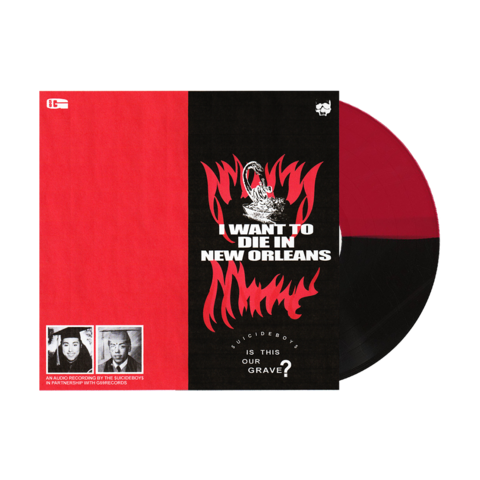 I WANT TO
DIE IN
NEW ORLEANS
SUICIDEBOYS
IS THIS
OUR
GRAVE?
AN AUDIO RECORDING BY THE SUICIDEBOYS
IN PARTNERSHIP WITH G59RECORDS